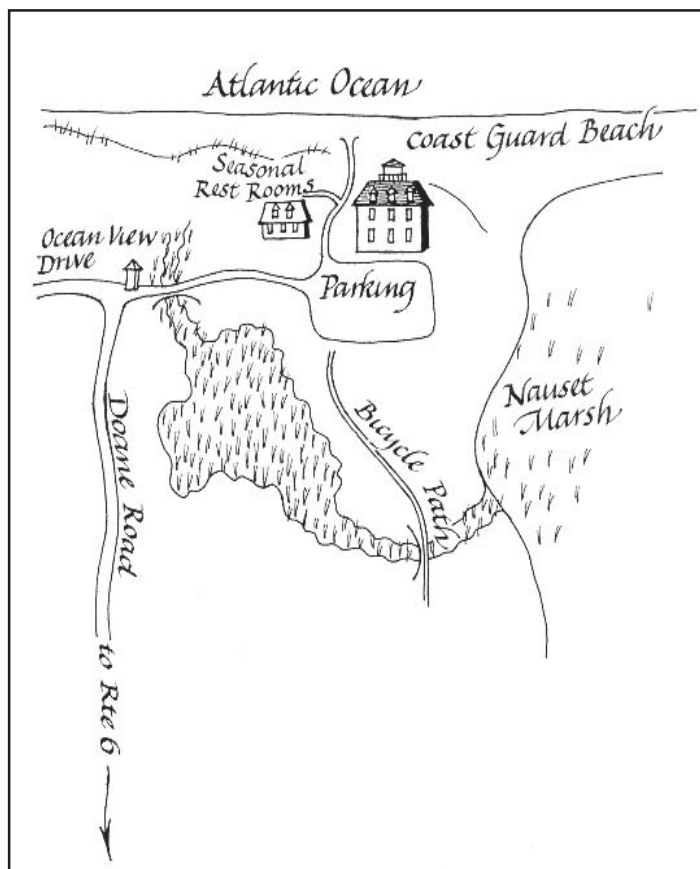 Atlantic Ocean
Coast Guard Beach
Seasonal
Rest Rooms
Ocean View
Drive
Parking
Nauset
Marsh
Bicycle Path
Doane Road
to Rte 6